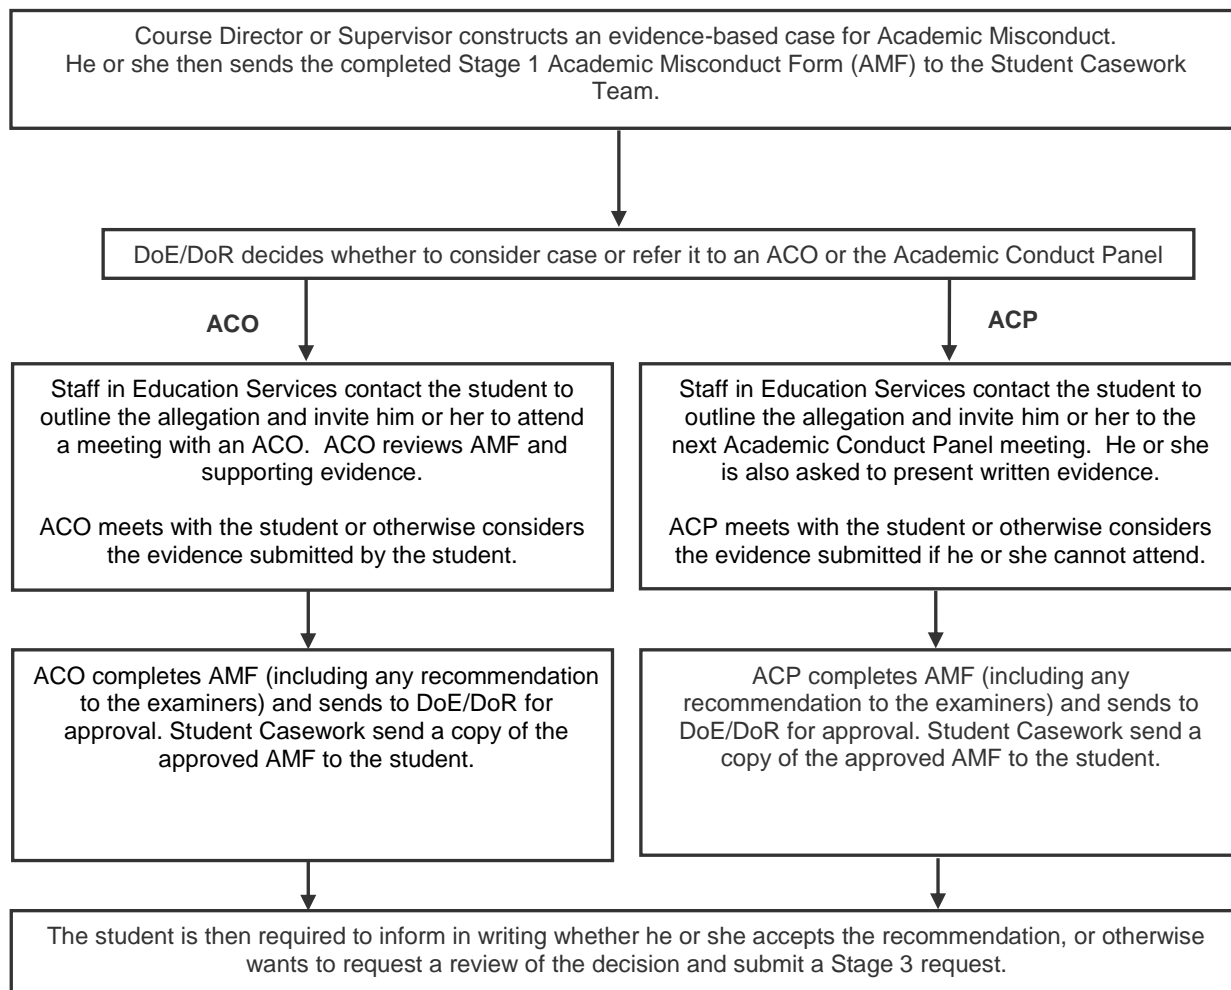 Course Director or Supervisor constructs an evidence-based case for Academic Misconduct.
He or she then sends the completed Stage 1 Academic Misconduct Form (AMF) to the Student Casework
Team.
DoE/DoR decides whether to consider case or refer it to an ACO or the Academic Conduct Panel
ACO
ACP
Staff in Education Services contact the student to
outline the allegation and invite him or her to attend
a meeting with an ACO.  ACO reviews AMF and
supporting evidence.
ACO meets with the student or otherwise considers
the evidence submitted by the student.
Staff in Education Services contact the student to
outline the allegation and invite him or her to the
next Academic Conduct Panel meeting.  He or she
is also asked to present written evidence.
ACP meets with the student or otherwise considers
the evidence submitted if he or she cannot attend.
ACO completes AMF (including any recommendation
to the examiners) and sends to DoE/DoR for
approval. Student Casework send a copy of the
approved AMF to the student.
ACP completes AMF (including any
recommendation to the examiners) and sends to
DoE/DoR for approval. Student Casework send a
copy of the approved AMF to the student.
The student is then required to inform in writing whether he or she accepts the recommendation, or otherwise
wants to request a review of the decision and submit a Stage 3 request.